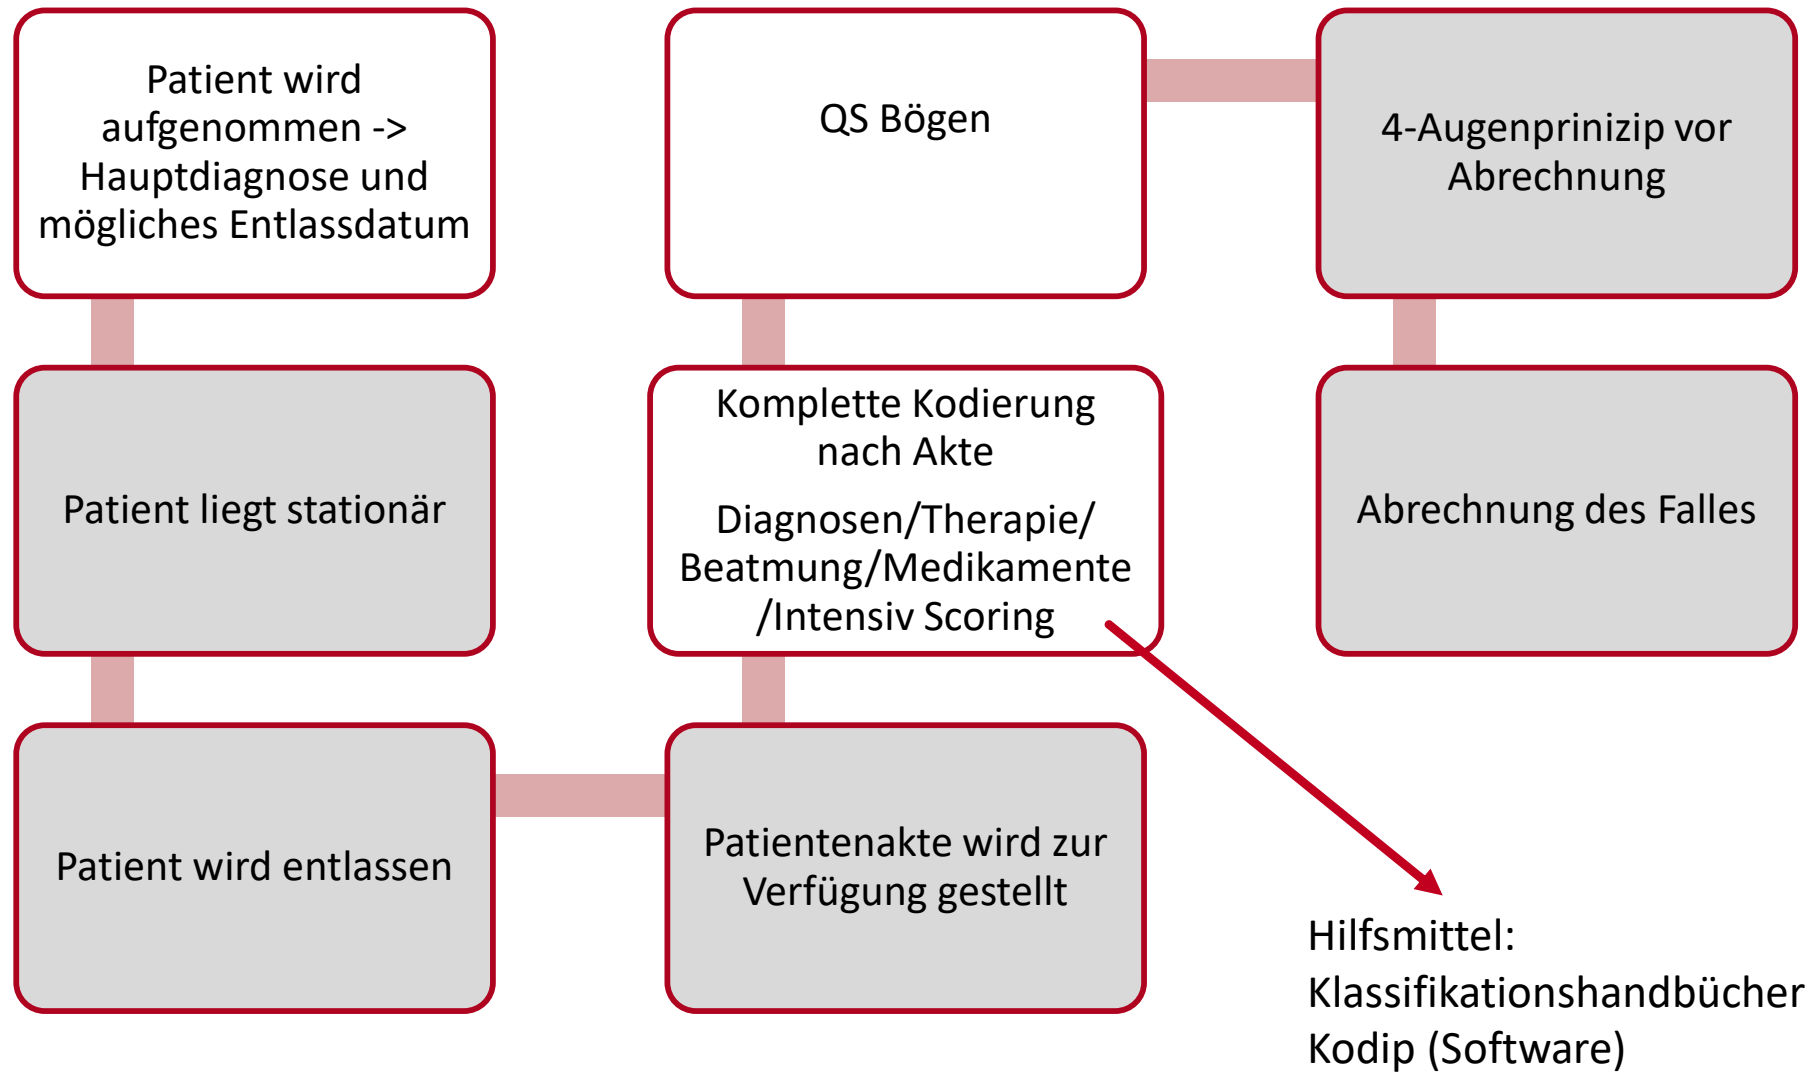 Patient wird
aufgenommen ->
Hauptdiagnose und
mögliches Entlassdatum
Patient liegt stationär
Patient wird entlassen
Patientenakte wird zur
Verfügung gestellt
Komplette Kodierung
nach Akte
Diagnosen/Therapie/
Beatmung/Medikamente
/Intensiv Scoring
QS Bögen
4-Augenprinizip vor
Abrechnung
Abrechnung des Falles
Hilfsmittel:
Klassifikationshandbücher
Kodip (Software)